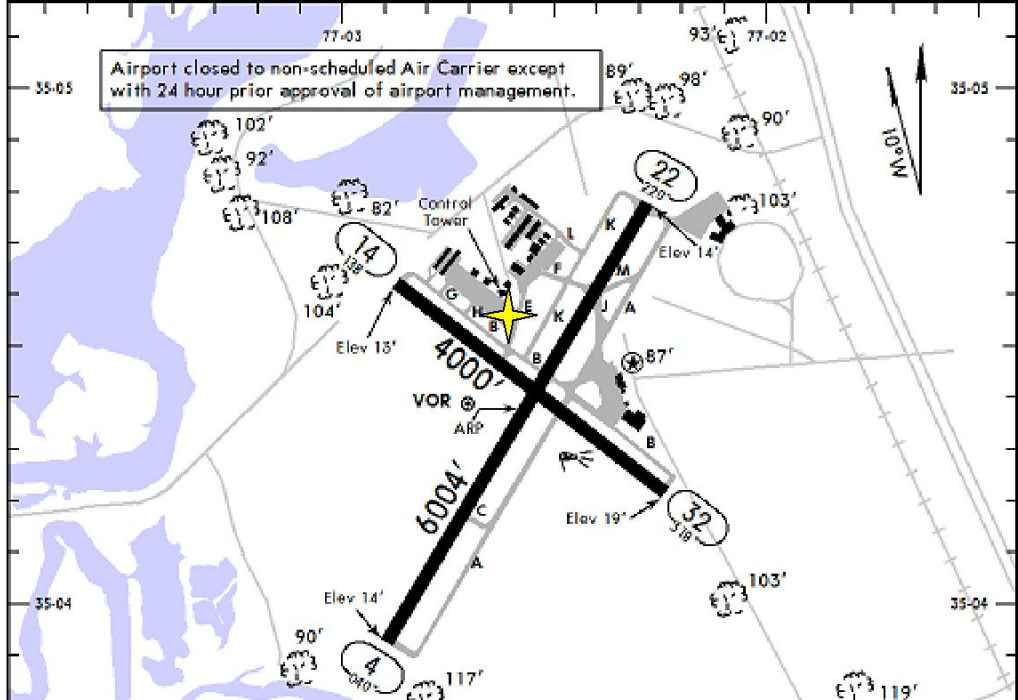 77-03
93'
77-02
Airport closed to non-scheduled Air Carrier except
with 24 hour prior approval of airport management.
35-05
89'
98'
35-05
102'
90'
10°W
92'
22
220°
82'
108'
Control
Tower
103'
14
138°
L
K
Elev 14'
F
M
104'
G
H
E
B
K
J
A
Elev 13'
4000'
B
87'
VOR
ARP
B
6004'
C
Elev 19'
32
318°
A
35-04
Elev 14'
103'
35-04
90'
4
040°
117'
119'